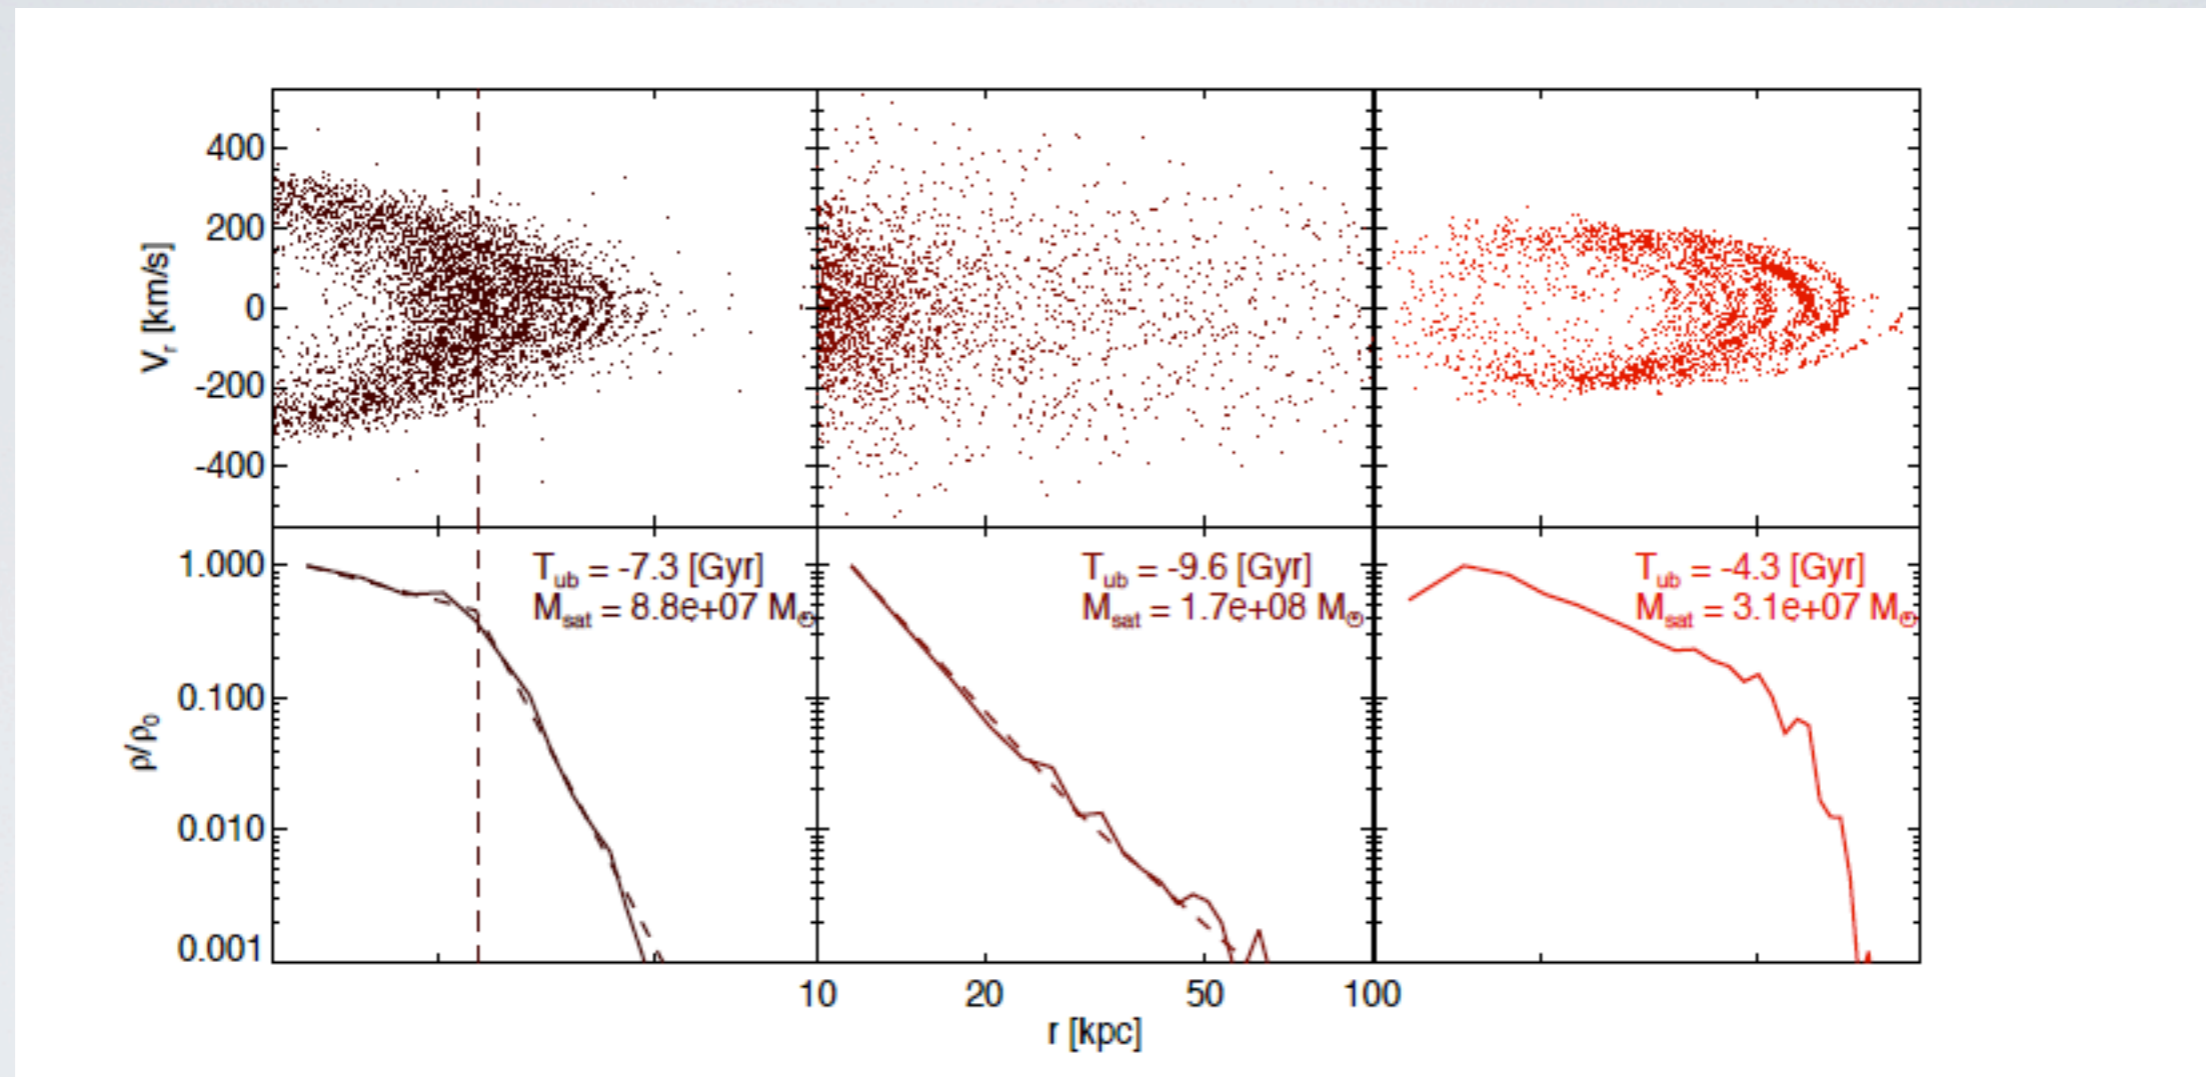 400
200
0
-200
-400
V_r [km/s]
1.000
0.100
0.010
0.001
ρ/ρ_0
T_ub = -7.3 [Gyr]
M_sat = 8.8e+07 M_⊙
T_ub = -9.6 [Gyr]
M_sat = 1.7e+08 M_⊙
T_ub = -4.3 [Gyr]
M_sat = 3.1e+07 M_⊙
10 20 50 100
r [kpc]